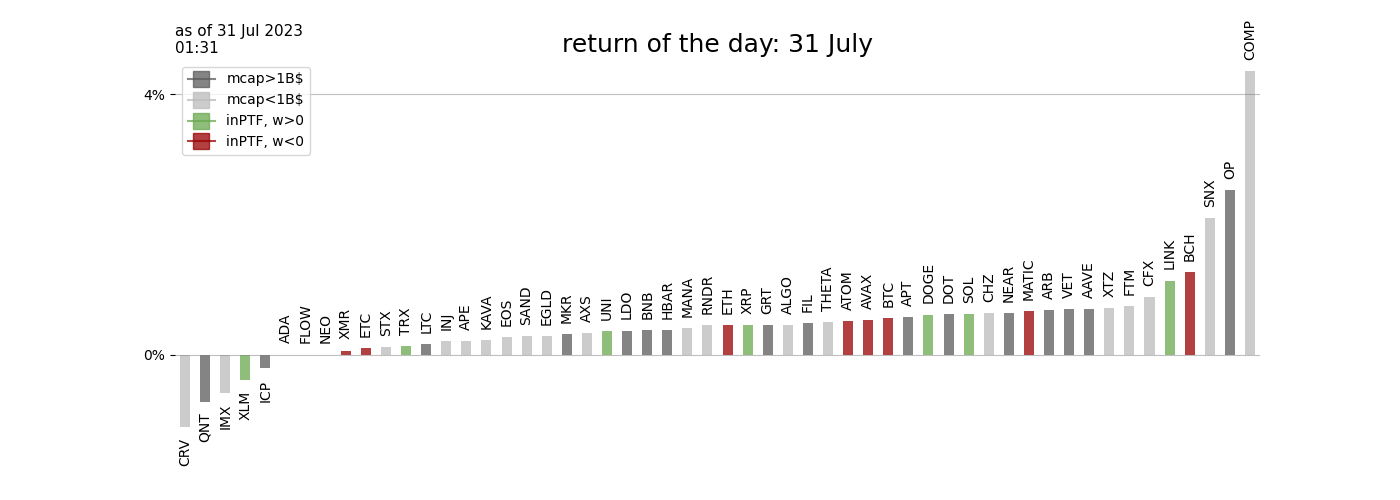 as of 31 Jul 2023
01:31
return of the day: 31 July
mcap>1B$
mcap<1B$
inPTF, w>0
inPTF, w<0
4%
0%
CRV
QNT
IMX
XLM
ICP
ADA
FLOW
NEO
XMR
ETC
STX
TRX
LTC
INJ
APE
KAVA
EOS
SAND
EGLD
MKR
AXS
UNI
LDO
BNB
HBAR
MANA
RNDR
ETH
XRP
GRT
ALGO
FIL
THETA
ATOM
AVAX
BTC
APT
DOGE
DOT
SOL
CHZ
NEAR
MATIC
ARB
VET
AAVE
XTZ
FTM
CFX
LINK
BCH
SNX
OP
COMP